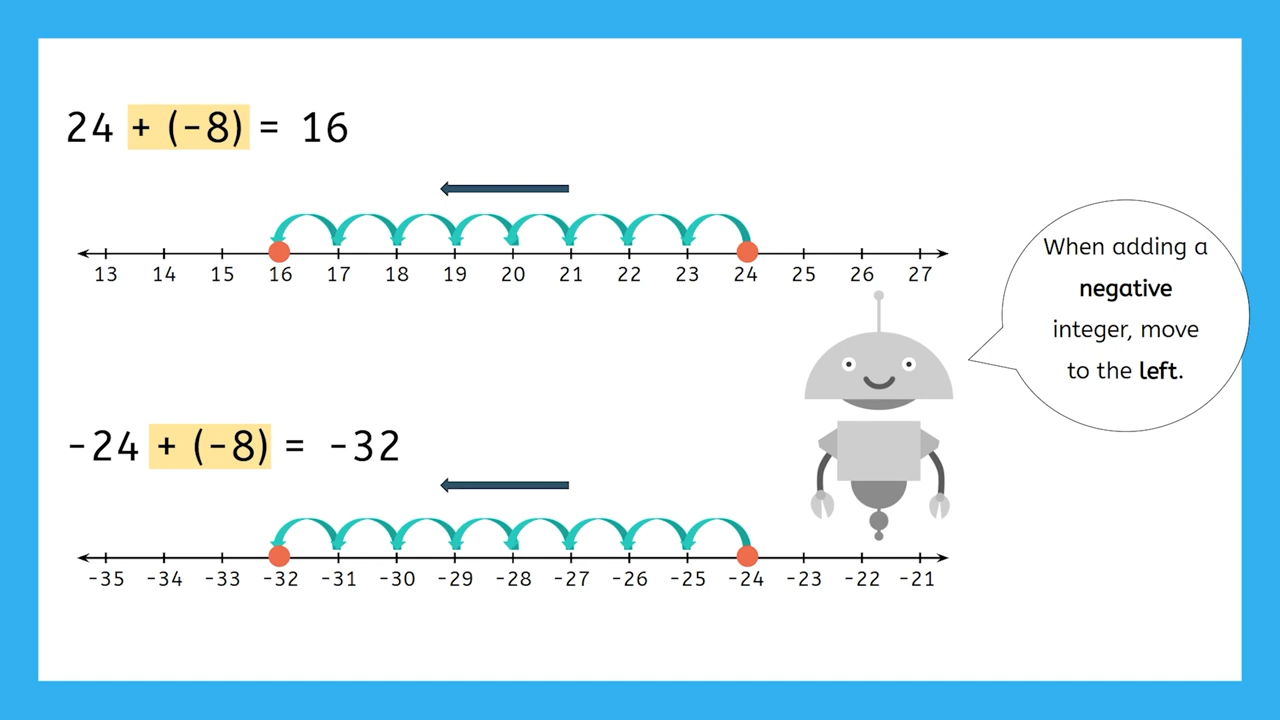 24 + (-8) = 16
13 14 15 16 17 18 19 20 21 22 23 24 25 26 27
When adding a
negative
integer, move
to the left.
-24 + (-8) = -32
-35 -34 -33 -32 -31 -30 -29 -28 -27 -26 -25 -24 -23 -22 -21